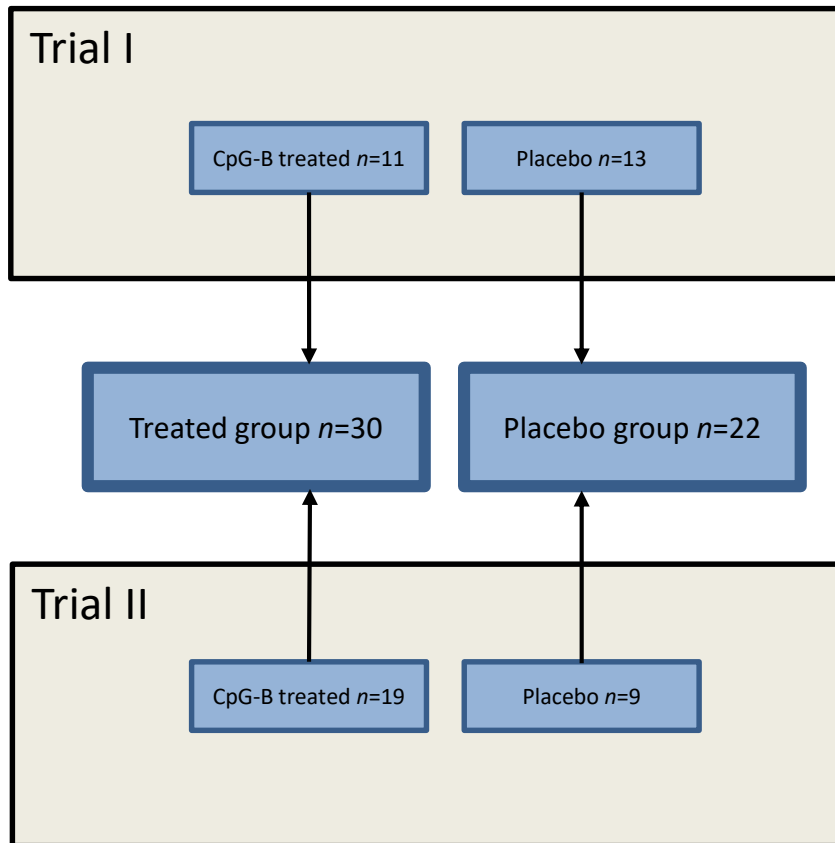 Trial I
CpG-B treated n=11
Placebo n=13
Treated group n=30
Placebo group n=22
Trial II
CpG-B treated n=19
Placebo n=9